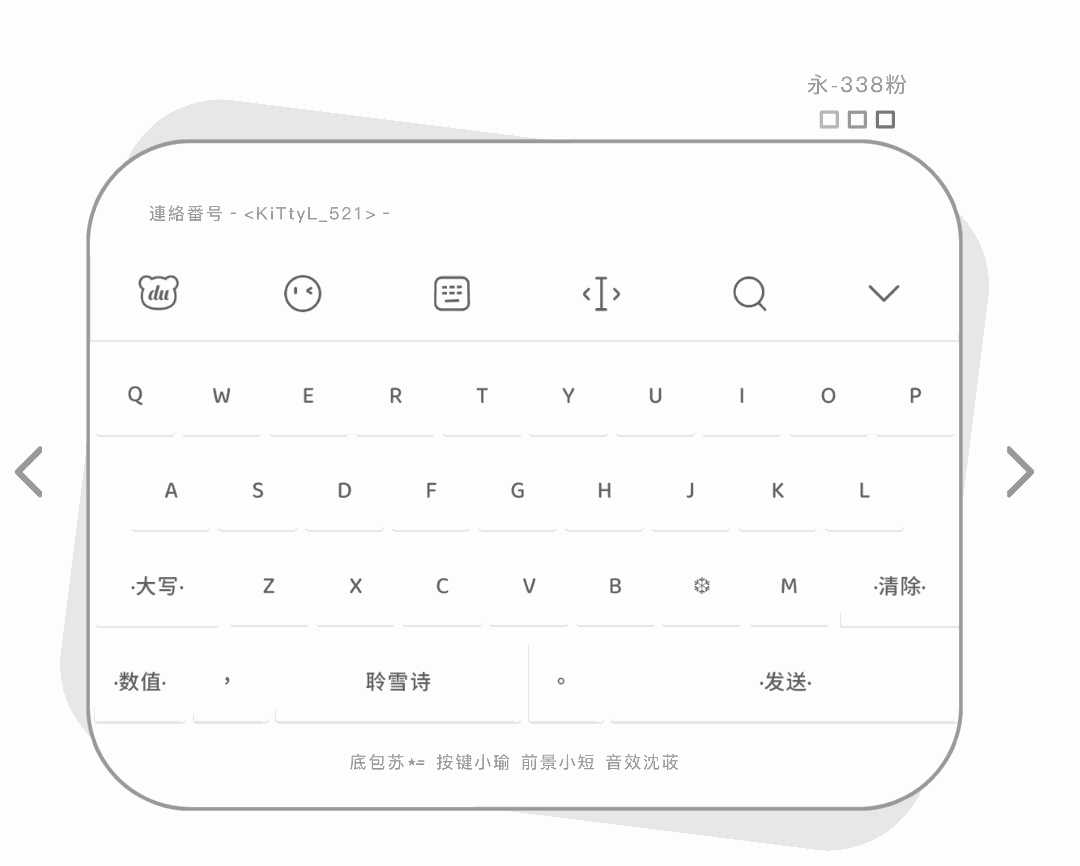 永-338粉
連絡番号 - <KiTtyL_521> -
du
Q W E R T Y U I O P
A S D F G H J K L
·大写· Z X C V B ❄ M ·清除·
·数值· ， 聆雪诗 。 ·发送·
底包苏★= 按键小瑜 前景小短 音效沈荍